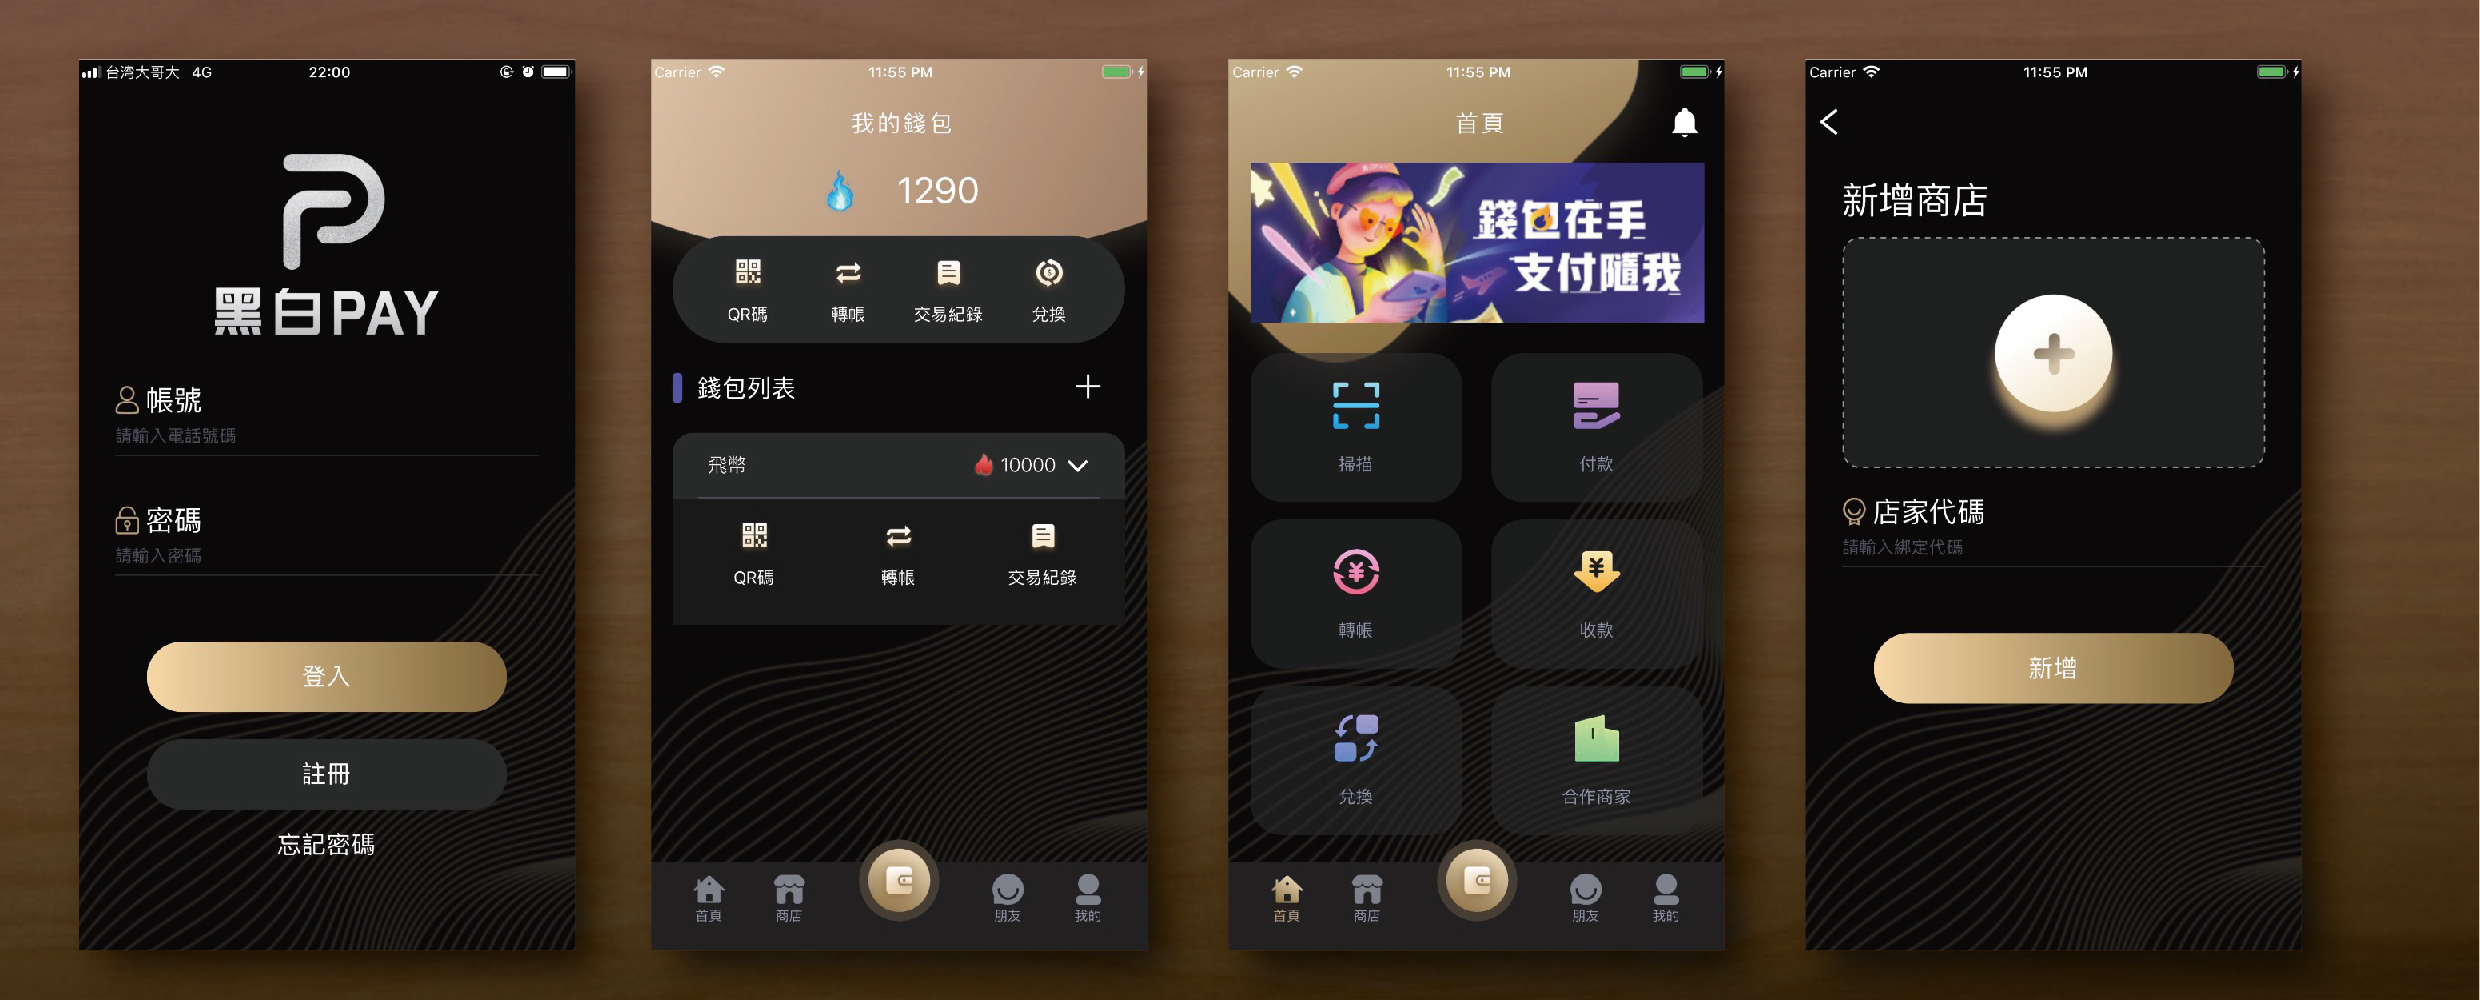 台湾大哥大 4G
22:00
黑白PAY
帳號
請輸入電話號碼
密碼
請輸入密碼
登入
註冊
忘記密碼
Carrier
11:55 PM
我的錢包
1290
QR碼
轉帳
交易紀錄
兌換
錢包列表
飛幣
10000
QR碼
轉帳
交易紀錄
首頁
商店
朋友
我的
Carrier
11:55 PM
首頁
錢包在手
支付隨我
掃描
付款
轉帳
收款
兌換
合作商家
首頁
商店
朋友
我的
Carrier
11:55 PM
新增商店
店家代碼
請輸入綁定代碼
新增